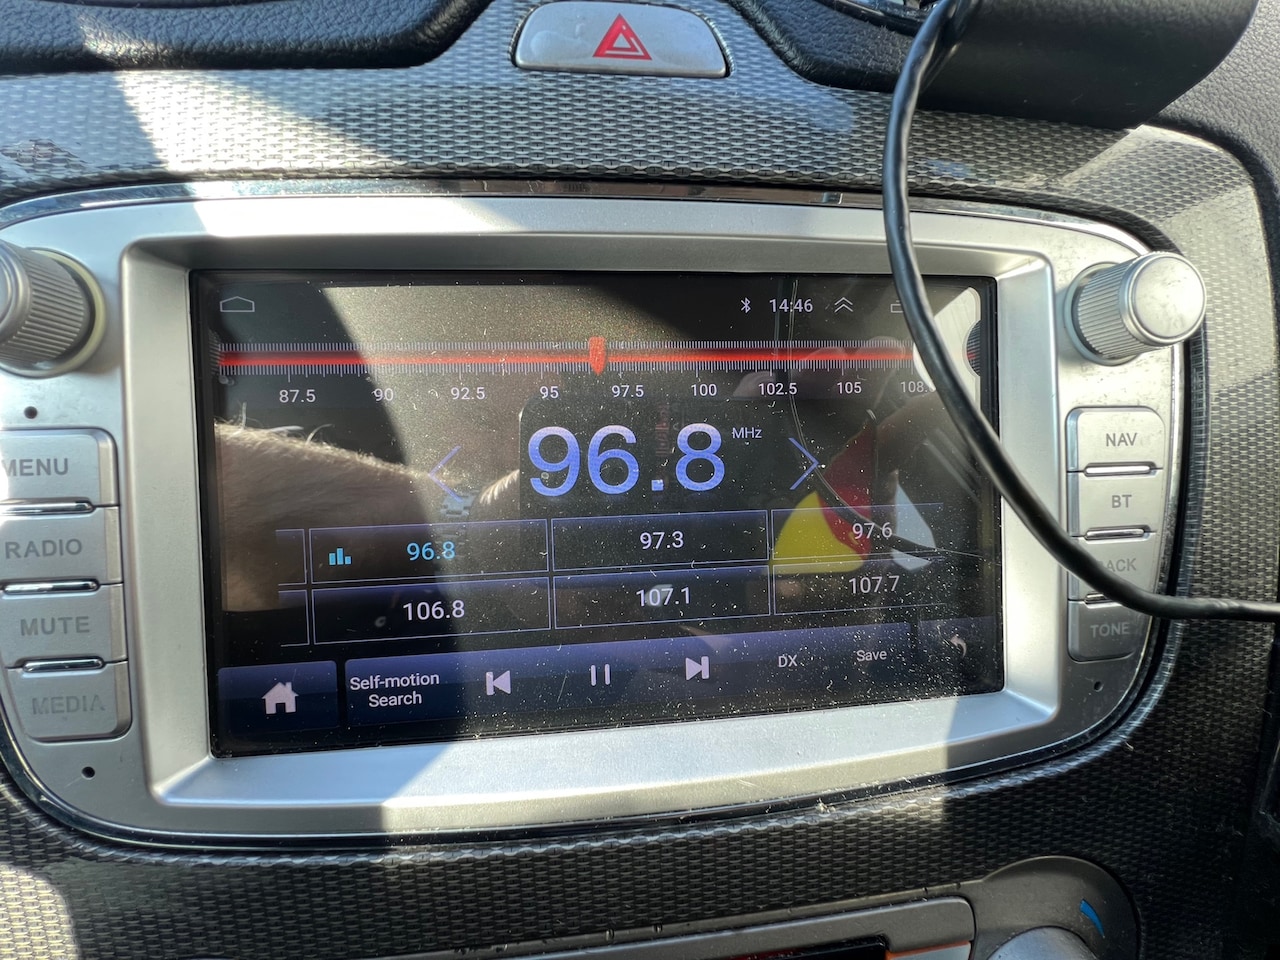 14:46
87.5 90 92.5 95 97.5 100 102.5 105 108.
96.8 MHz
96.8 97.3 97.6
106.8 107.1 107.7
Self-motion
Search
DX
Save
MENU
RADIO
MUTE
MEDIA
NAV
BT
TONE